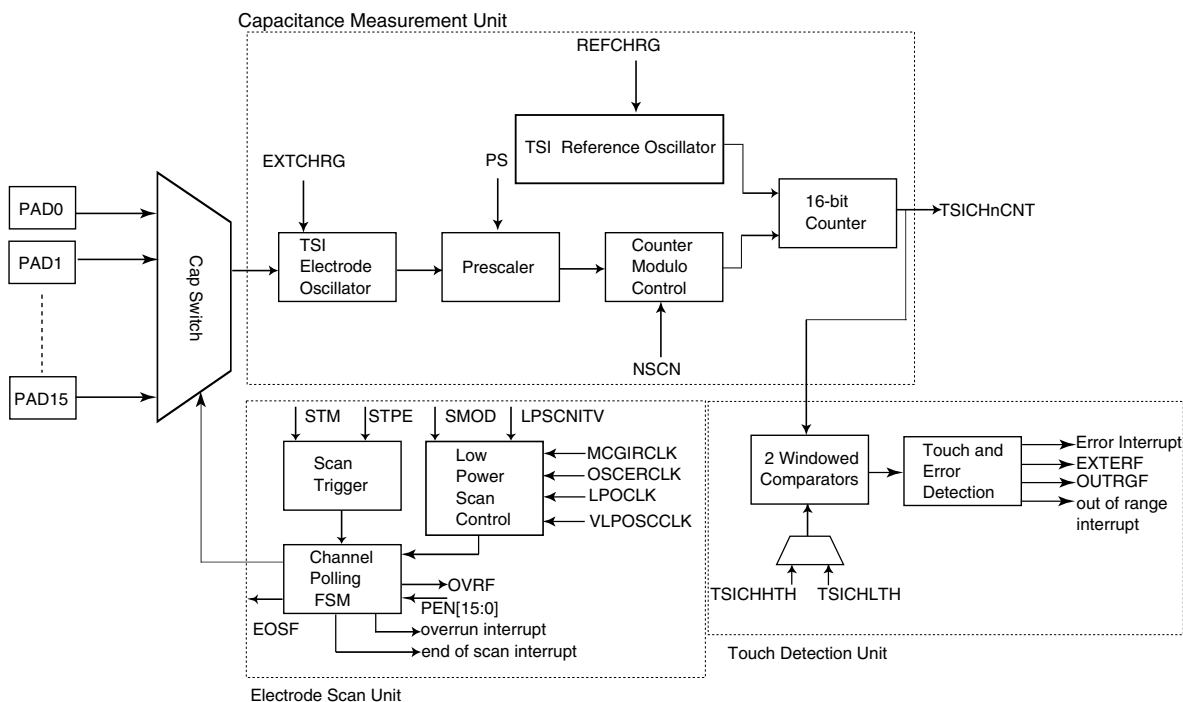 Capacitance Measurement Unit
REFCHRG
TSI Reference Oscillator
EXTCHRG
PS
PAD0
PAD1
PAD15
Cap Switch
TSI
Electrode
Oscillator
Prescaler
Counter
Modulo
Control
16-bit
Counter
TSICHnCNT
NSCN
STM
STPE
SMOD
LPSCNITV
Scan
Trigger
Low
Power
Scan
Control
MCGIRCLK
OSCERCLK
LPOCLK
VLPOSCCLK
Channel
Polling
FSM
OVRF
PEN[15:0]
EOSF
overrun interrupt
end of scan interrupt
Electrode Scan Unit
2 Windowed
Comparators
Touch and
Error
Detection
Error Interrupt
EXTERF
OUTRGF
out of range
interrupt
TSICHHTH
TSICHLTH
Touch Detection Unit